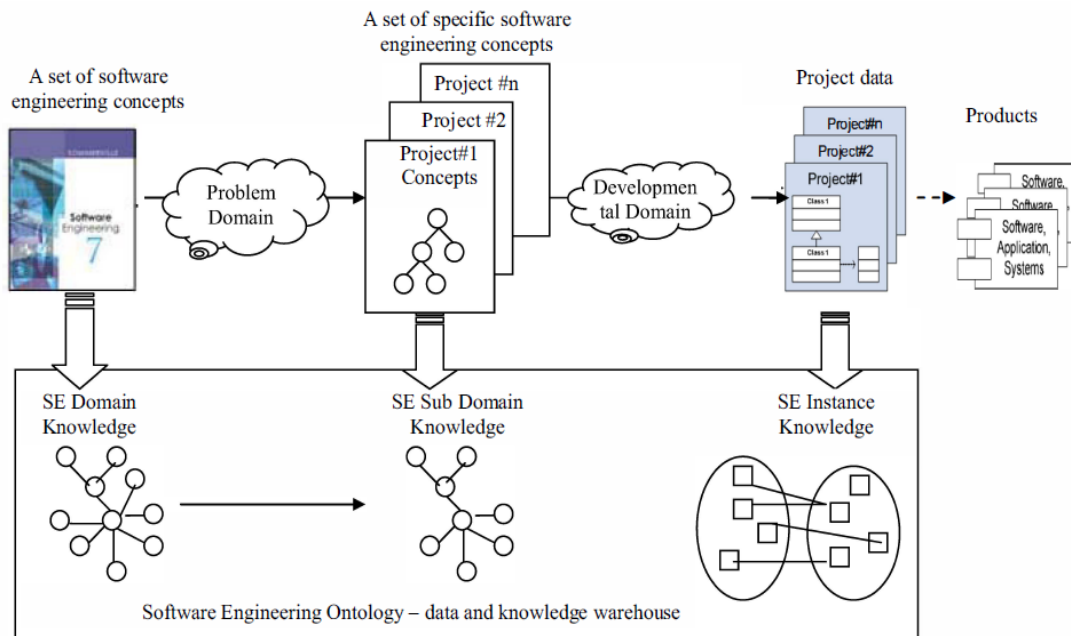 A set of software
engineering concepts
A set of specific software
engineering concepts
Project data
Products
Software
Engineering
7
Problem
Domain
Project #n
Project #2
Project#1
Concepts
Developmen
tal Domain
Project#n
Project#2
Project#1
Class1
Class1
Software,
Software
Software,
Application,
Systems
SE Domain
Knowledge
SE Sub Domain
Knowledge
SE Instance
Knowledge
Software Engineering Ontology – data and knowledge warehouse